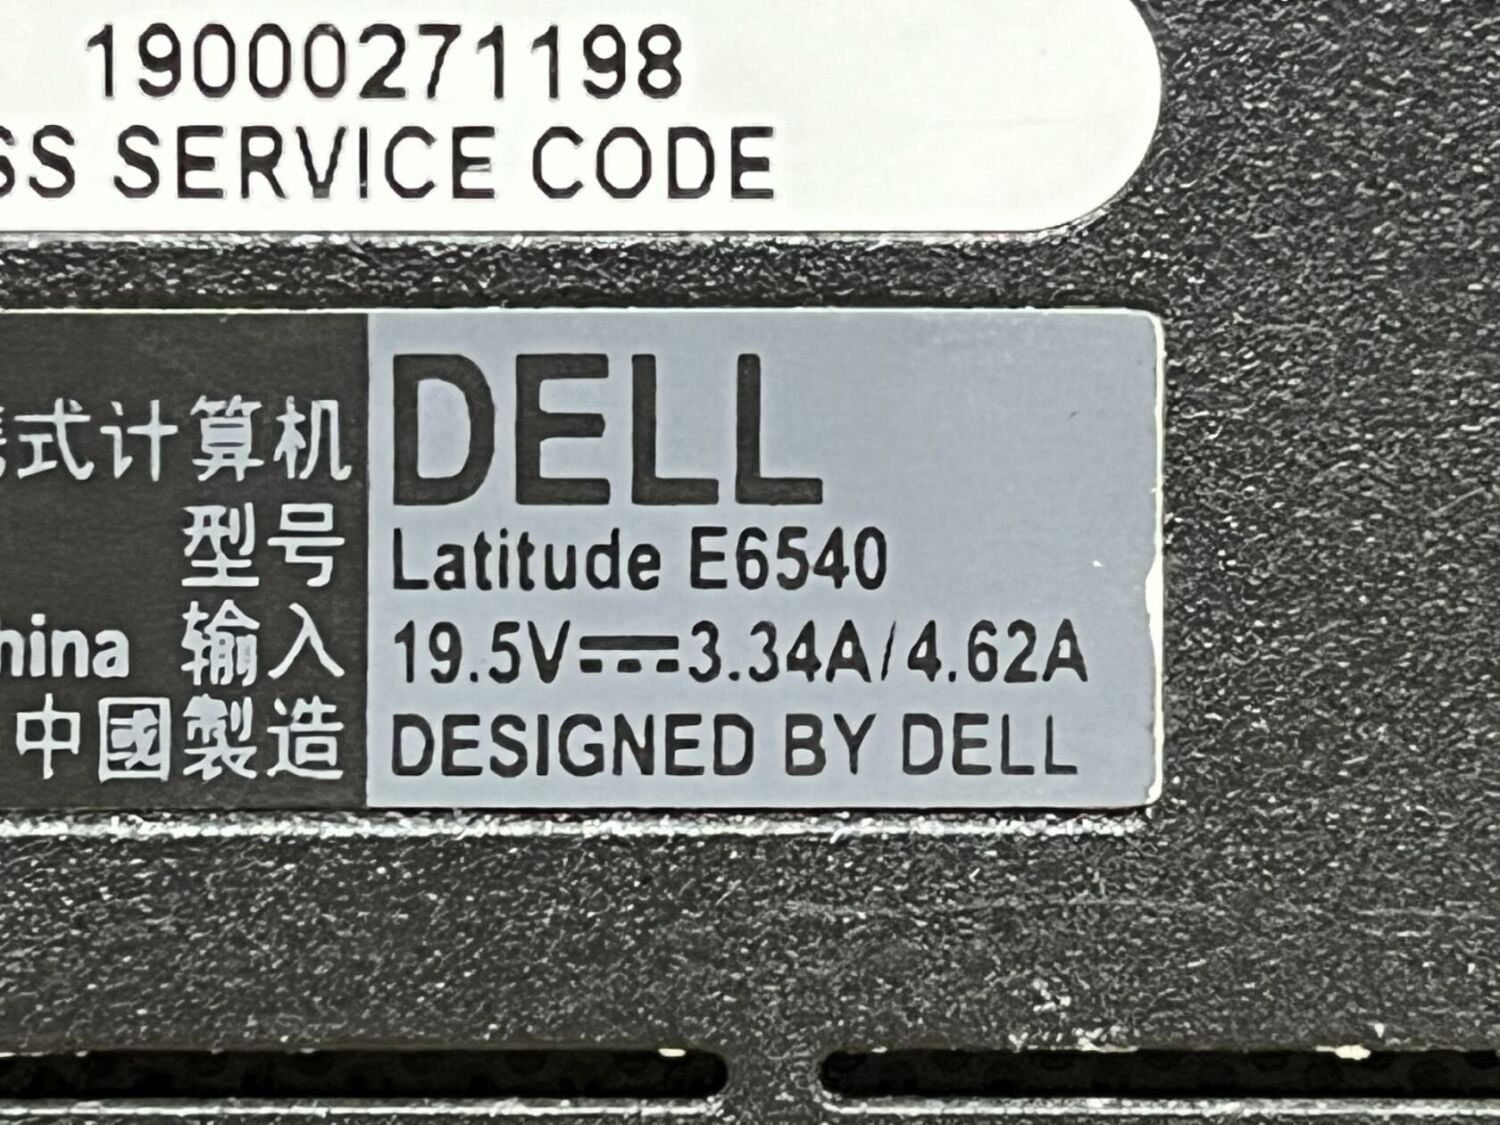 19000271198
SS SERVICE CODE
式计算机
DELL
型号 Latitude E6540
hina 输入 19.5V⎓3.34A/4.62A
中國製造 DESIGNED BY DELL